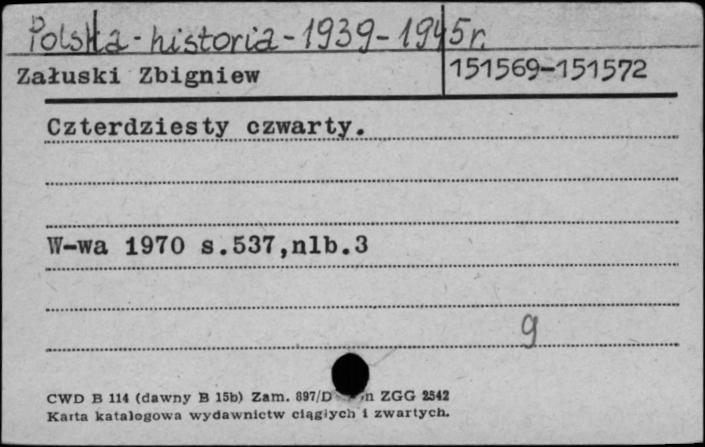 Polska - historia - 1939 - 1945 r.
Załuski Zbigniew
151569-151572
Czterdziesty czwarty.
W-wa 1970 s.537,nlb.3
9
CWD B 114 (dawny B 15b) Zam. 897/D n ZGG 2542
Karta katalogowa wydawnictw ciągłych i zwartych.